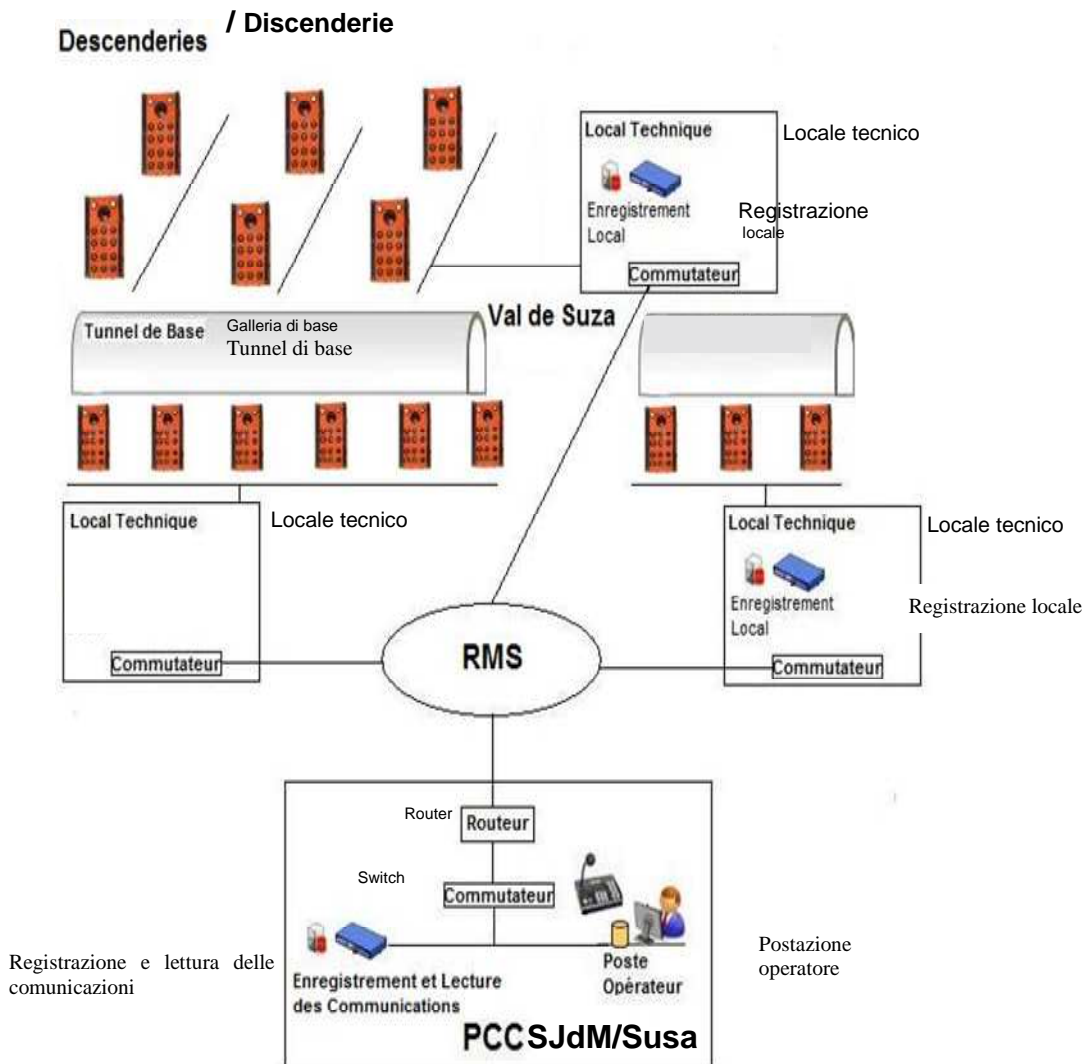 / Discenderie
Descenderies
Local Technique
Locale tecnico
Enregistrement
Local
Registrazione
locale
Commutateur
Val de Suza
Tunnel de Base
Galleria di base
Tunnel di base
Local Technique
Locale tecnico
Commutateur
Local Technique
Locale tecnico
Enregistrement
Local
Registrazione locale
Commutateur
RMS
Router
Routeur
Switch
Commutateur
Registrazione e lettura delle
comunicazioni
Enregistrement et Lecture
des Communications
Poste
Opérateur
Postazione
operatore
PCC SJdM/Susa